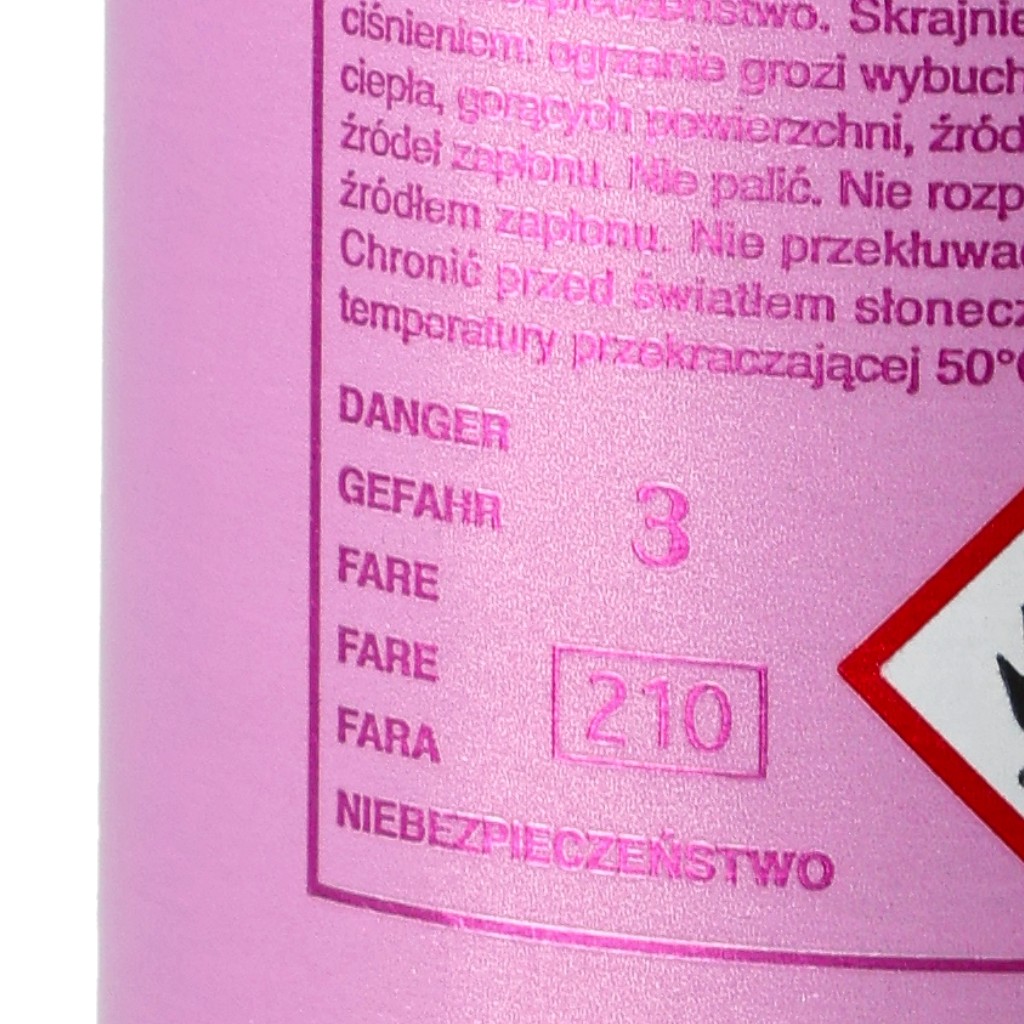 Skrajnie
ciśnieniem: ogrzanie grozi wybuch
ciepła, gorących powierzchni, źród
źródeł zapłonu. Nie palić. Nie rozp
źródłem zapłonu. Nie przekłuwa
Chronić przed światłem słonecz
temperatury przekraczającej 50°C
DANGER
GEFAHR
3
FARE
FARE
210
FARA
NIEBEZPIECZEŃSTWO